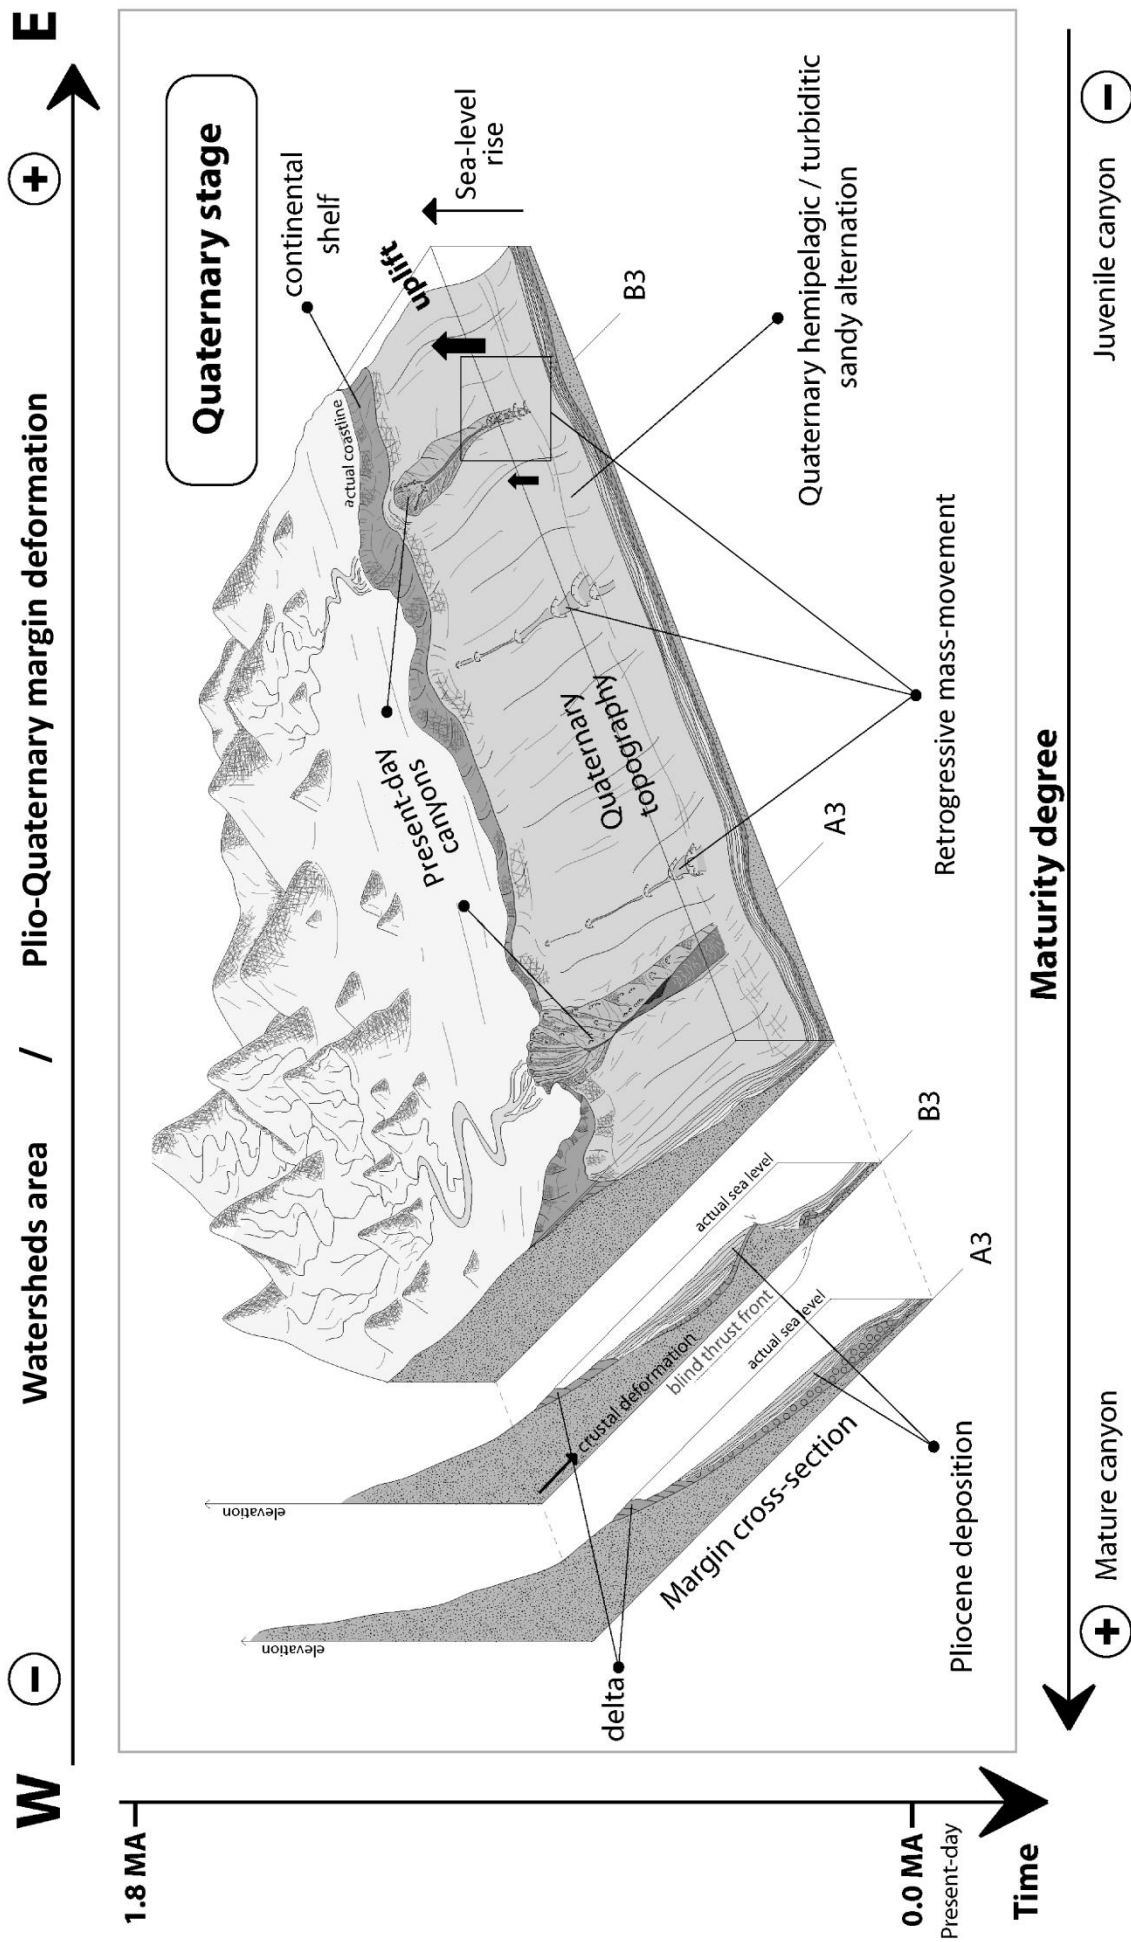 W
E
−
+
Watersheds area / Plio-Quaternary margin deformation
Quaternary stage
continental
shelf
Sea-level
rise
uplift
actual coastline
Present-day
canyons
Quaternary
topography
B3
A3
Quaternary hemipelagic / turbiditic
sandy alternation
Retrogressive mass-movement
elevation
elevation
delta
crustal deformation
blind thrust front
actual sea level
actual sea level
B3
A3
Margin cross-section
Pliocene deposition
1.8 MA
0.0 MA
Present-day
Time
Maturity degree
+
Mature canyon
Juvenile canyon
−